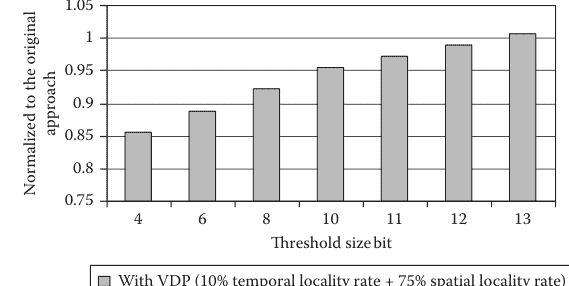 Normalized to the original
approach
1.05
1
0.95
0.9
0.85
0.8
0.75
4 6 8 10 11 12 13
Threshold size bit
With VDP (10% temporal locality rate + 75% spatial locality rate)